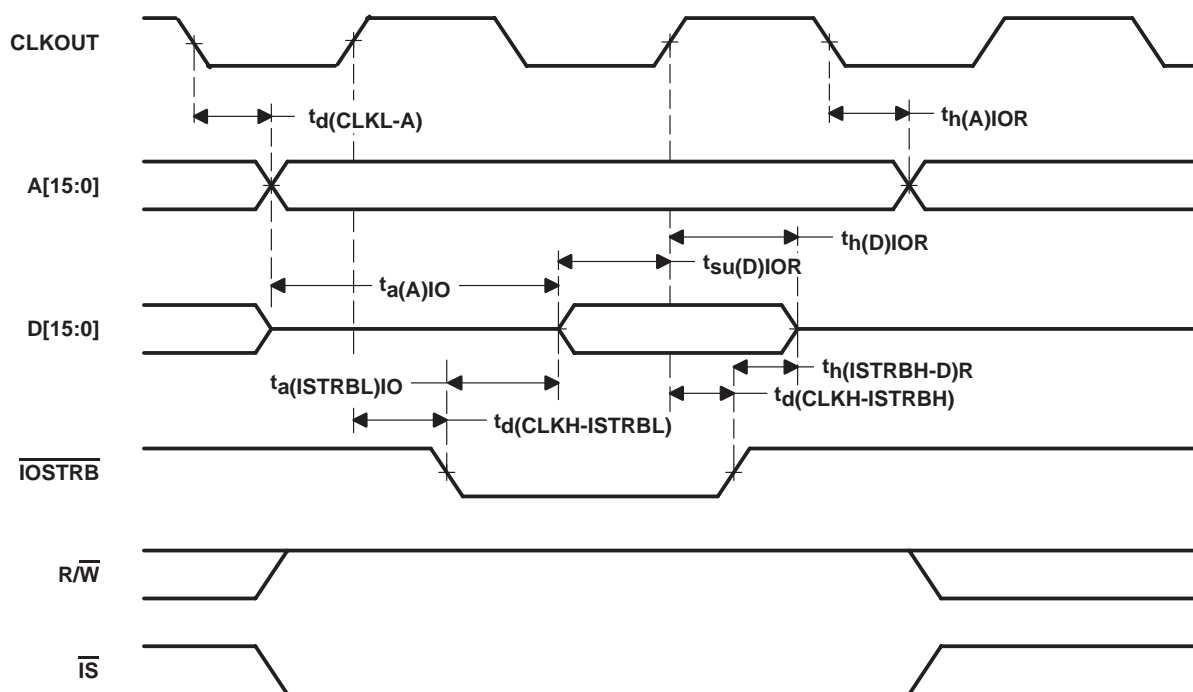 CLKOUT
td(CLKL-A)
th(A)IOR
A[15:0]
th(D)IOR
tsu(D)IOR
ta(A)IO
D[15:0]
th(ISTRBH-D)R
ta(ISTRBL)IO
td(CLKH-ISTRBH)
td(CLKH-ISTRBL)
IOSTRB
R/W
IS